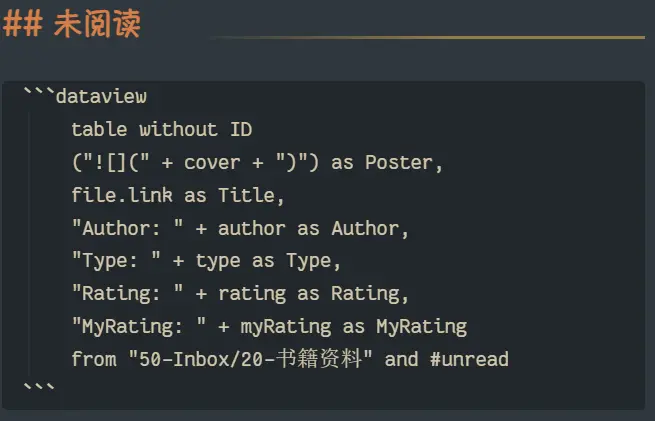 ## 未阅读
```dataview
table without ID
("![](" + cover + ")") as Poster,
file.link as Title,
"Author: " + author as Author,
"Type: " + type as Type,
"Rating: " + rating as Rating,
"MyRating: " + myRating as MyRating
from "50-Inbox/20-书籍资料" and #unread
```